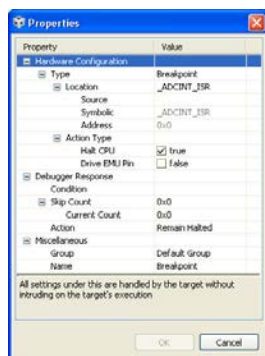 Properties
Property Value
Hardware Configuration
Type Breakpoint
Location _ADCINT_ISR
Source
Symbolic _ADCINT_ISR
Address 0x0
Action Type
Halt CPU true
Drive EMU Pin false
Debugger Response
Condition
Skip Count 0x0
Current Count 0x0
Action Remain Halted
Miscellaneous
Group Default Group
Name Breakpoint
All settings under this are handled by the target without
intruding on the target's execution
OK Cancel